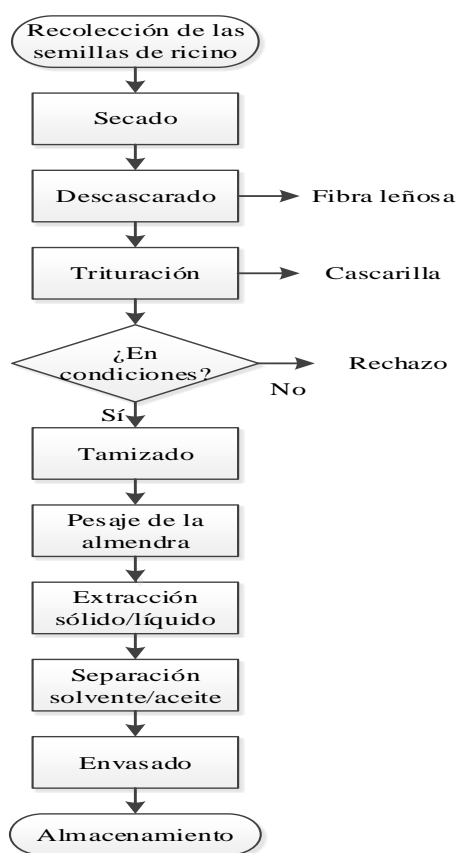 Recolección de las
semillas de ricino
Secado
Descascarado
Fibra leñosa
Trituración
Cascarilla
¿En
condiciones?
Rechazo
No
Sí
Tamizado
Pesaje de la
almendra
Extracción
sólido/líquido
Separación
solvente/aceite
Envasado
Almacenamiento